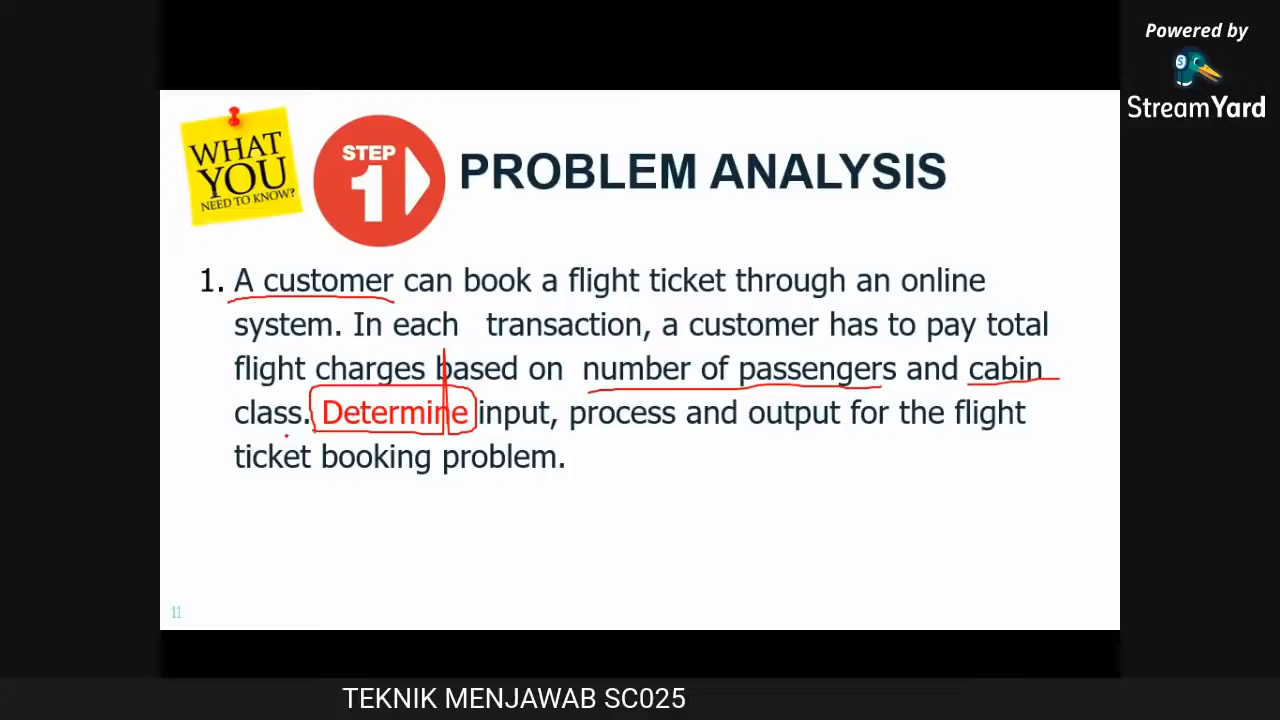 Powered by
StreamYard
WHAT
YOU
NEED TO KNOW?
STEP
1
PROBLEM ANALYSIS
1. A customer can book a flight ticket through an online
system. In each transaction, a customer has to pay total
flight charges based on number of passengers and cabin
class. Determine input, process and output for the flight
ticket booking problem.
11
TEKNIK MENJAWAB SC025